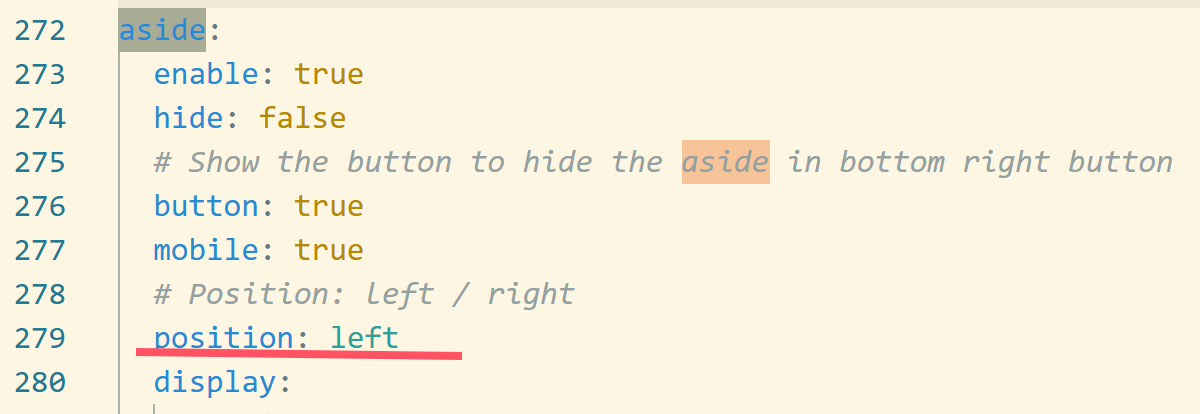 272 aside:
273 enable: true
274 hide: false
275 # Show the button to hide the aside in bottom right button
276 button: true
277 mobile: true
278 # Position: left / right
279 position: left
280 display: